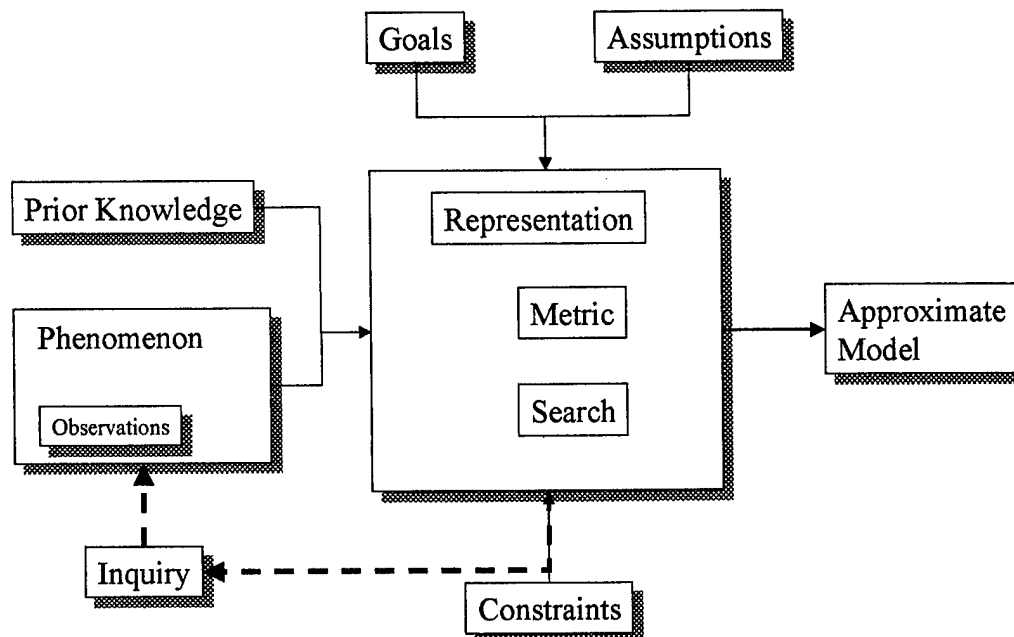 Goals
Assumptions
Prior Knowledge
Representation
Phenomenon
Metric
Approximate
Model
Observations
Search
Inquiry
Constraints